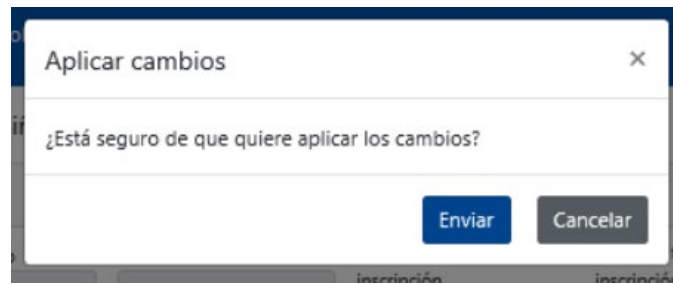 Aplicar cambios ×
¿Está seguro de que quiere aplicar los cambios?
Enviar Cancelar
inscripción inscripción